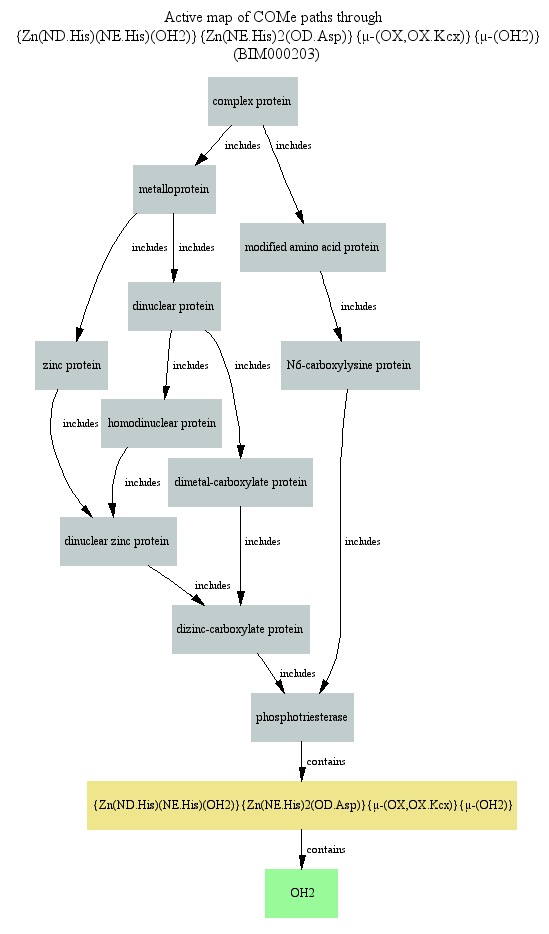 Active map of COMe paths through
{Zn(ND.His)(NE.His)(OH2)}{Zn(NE.His)2(OD.Asp)}{μ-(OX,OX.Kcx)}{μ-(OH2)}
(BIM000203)
complex protein
includes
includes
metalloprotein
modified amino acid protein
includes
includes
dinuclear protein
includes
zinc protein
includes
includes
N6-carboxylysine protein
homodinuclear protein
includes
dimetal-carboxylate protein
includes
dinuclear zinc protein
includes
includes
includes
dizinc-carboxylate protein
includes
phosphotriesterase
contains
{Zn(ND.His)(NE.His)(OH2)}{Zn(NE.His)2(OD.Asp)}{μ-(OX,OX.Kcx)}{μ-(OH2)}
contains
OH2